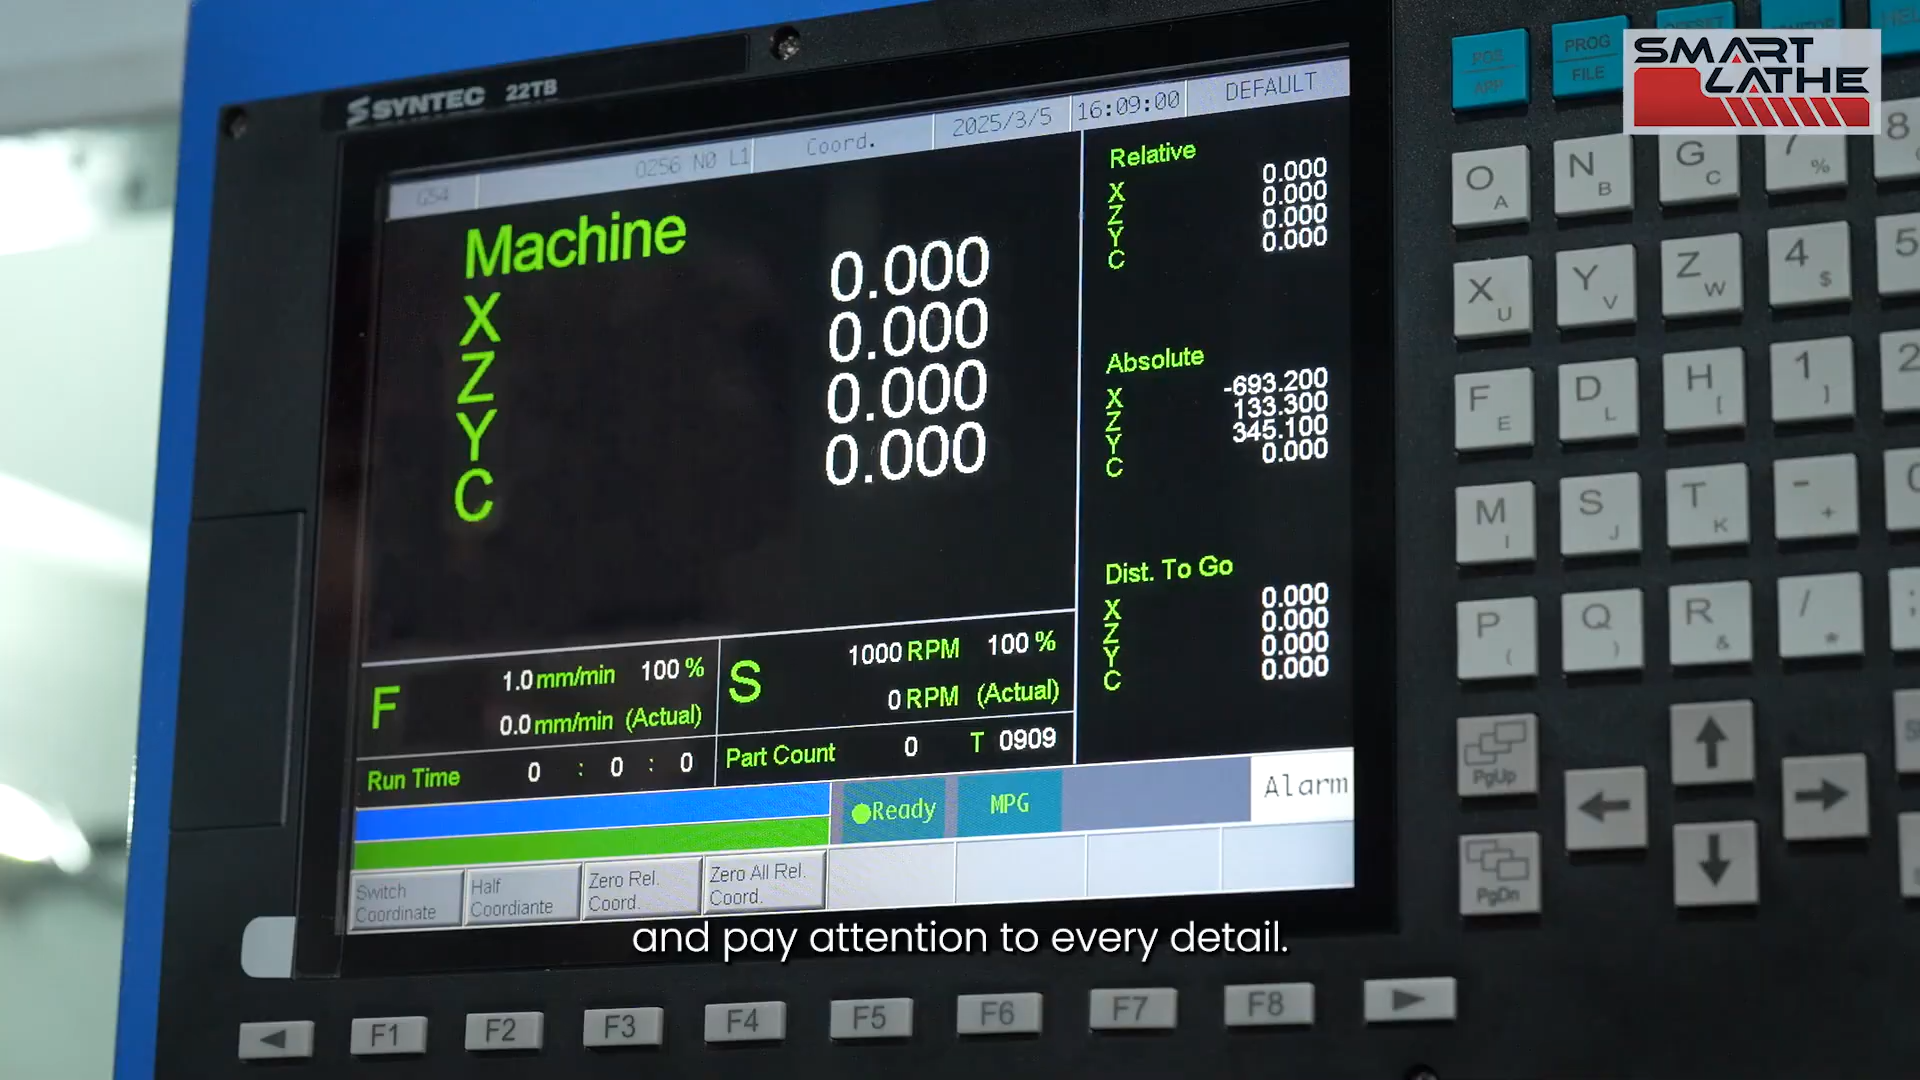 SYNTEC 22TB
G54 O256 N0 L1 Coord. 2025/3/5 16:09:00 DEFAULT
Machine
X 0.000
Z 0.000
Y 0.000
C 0.000
Relative
X 0.000
Z 0.000
Y 0.000
C 0.000
Absolute
X -693.200
Z 133.300
Y 345.100
C 0.000
Dist. To Go
X 0.000
Z 0.000
Y 0.000
C 0.000
F 1.0 mm/min 100 %
0.0 mm/min (Actual)
S 1000 RPM 100 %
0 RPM (Actual)
Run Time 0 : 0 : 0
Part Count 0 T 0909
Ready MPG Alarm
Switch
Coordinate
Half
Coordiante
Zero Rel.
Coord.
Zero All Rel.
Coord.
and pay attention to every detail.
F1 F2 F3 F4 F5 F6 F7 F8
SMART
LATHE
PROG
FILE
O A N B G C 7 % 8
X U Y V Z W 4 $ 5
F E D L H [ 1 ] 2
M I S J T K - + 0
P ( Q ) R & / * ;
PgUp
PgDn